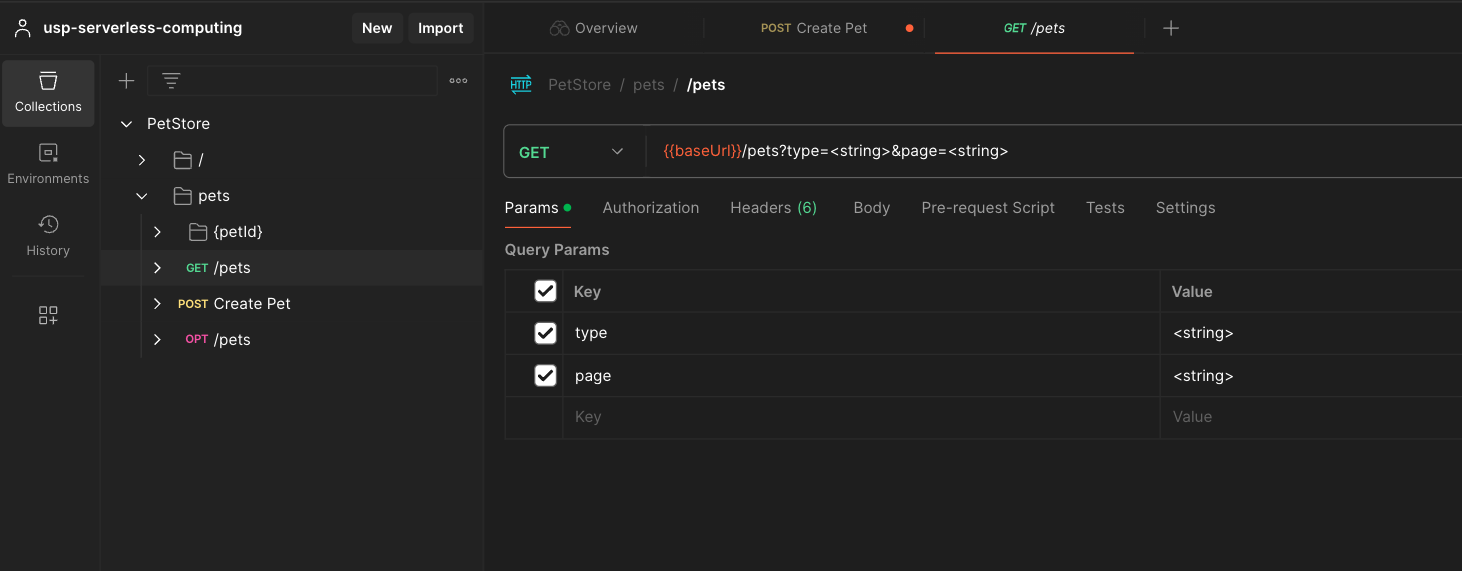 usp-serverless-computing New Import
Overview
POST Create Pet
GET /pets
Collections
Environments
History
PetStore
/
pets
{petId}
GET /pets
POST Create Pet
OPT /pets
HTTP PetStore / pets / /pets
GET {{baseUrl}}/pets?type=<string>&page=<string>
Params Authorization Headers (6) Body Pre-request Script Tests Settings
Query Params
Key Value
type <string>
page <string>
Key Value